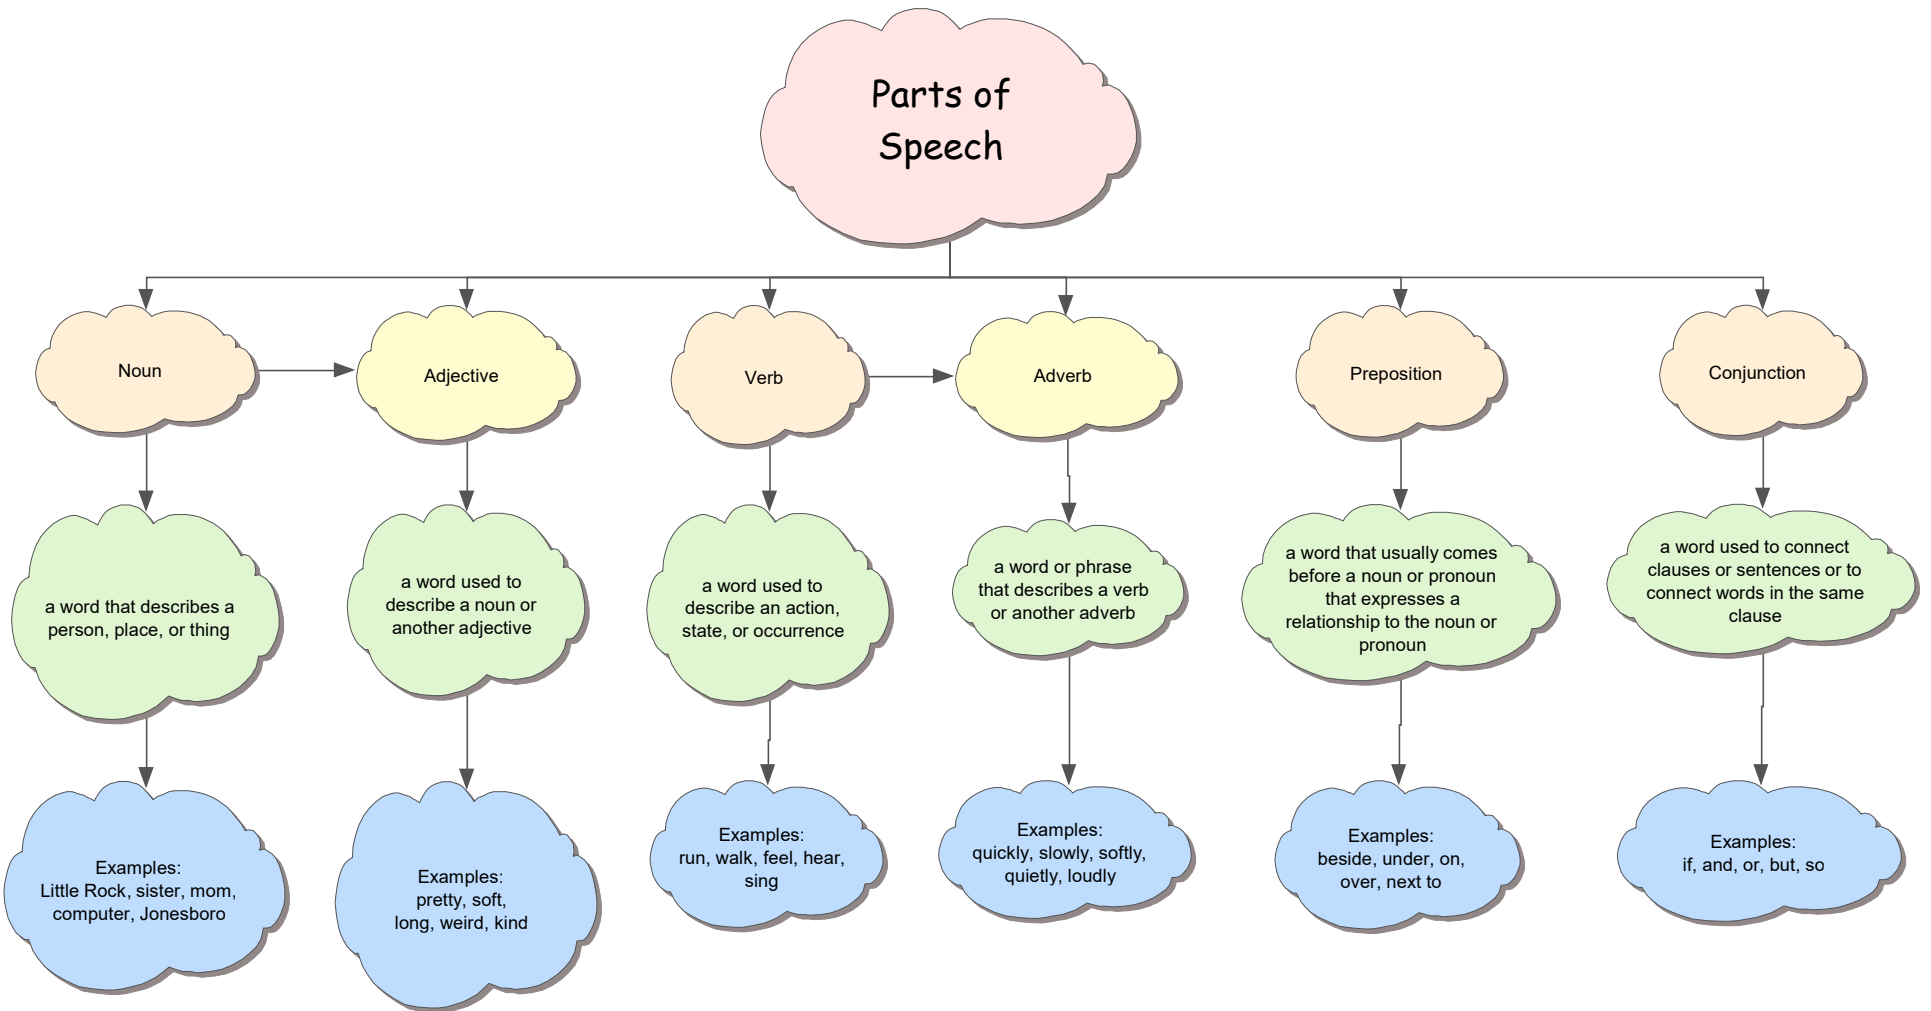 Parts of
Speech
Noun
Adjective
Verb
Adverb
Preposition
Conjunction
a word that describes a
person, place, or thing
a word used to
describe a noun or
another adjective
a word used to
describe an action,
state, or occurrence
a word or phrase
that describes a verb
or another adverb
a word that usually comes
before a noun or pronoun
that expresses a
relationship to the noun or
pronoun
a word used to connect
clauses or sentences or to
connect words in the same
clause
Examples:
Little Rock, sister, mom,
computer, Jonesboro
Examples:
pretty, soft,
long, weird, kind
Examples:
run, walk, feel, hear,
sing
Examples:
quickly, slowly, softly,
quietly, loudly
Examples:
beside, under, on,
over, next to
Examples:
if, and, or, but, so